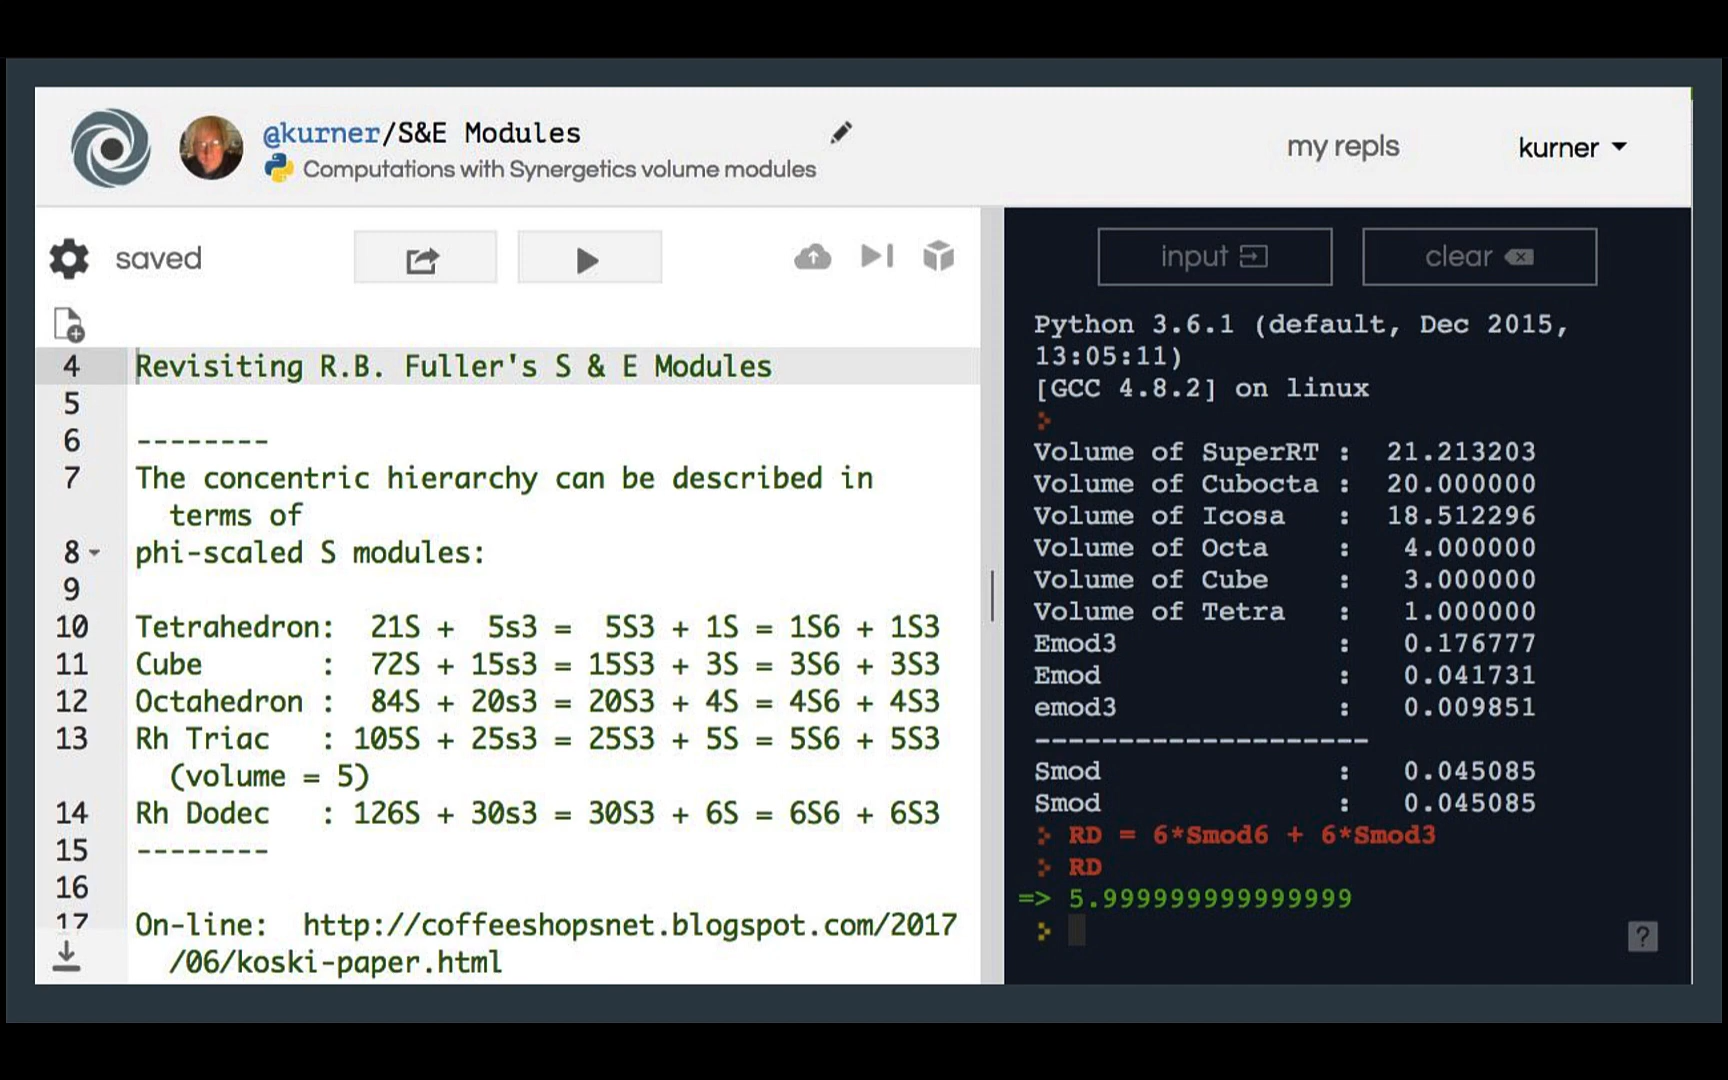 @kurner/S&E Modules
Computations with Synergetics volume modules
my repls
kurner
saved
input
clear
4 Revisiting R.B. Fuller's S & E Modules
5
6 --------
7 The concentric hierarchy can be described in
terms of
8 phi-scaled S modules:
9
10 Tetrahedron:  21S +  5s3 =  5S3 + 1S = 1S6 + 1S3
11 Cube       :  72S + 15s3 = 15S3 + 3S = 3S6 + 3S3
12 Octahedron :  84S + 20s3 = 20S3 + 4S = 4S6 + 4S3
13 Rh Triac   : 105S + 25s3 = 25S3 + 5S = 5S6 + 5S3
(volume = 5)
14 Rh Dodec   : 126S + 30s3 = 30S3 + 6S = 6S6 + 6S3
15 --------
16
17 On-line:  http://coffeeshopsnet.blogspot.com/2017
/06/koski-paper.html
Python 3.6.1 (default, Dec 2015,
13:05:11)
[GCC 4.8.2] on linux
Volume of SuperRT :  21.213203
Volume of Cubocta :  20.000000
Volume of Icosa   :  18.512296
Volume of Octa    :   4.000000
Volume of Cube    :   3.000000
Volume of Tetra   :   1.000000
Emod3             :   0.176777
Emod              :   0.041731
emod3             :   0.009851
--------------------
Smod              :   0.045085
Smod              :   0.045085
RD = 6*Smod6 + 6*Smod3
RD
=> 5.999999999999999
?